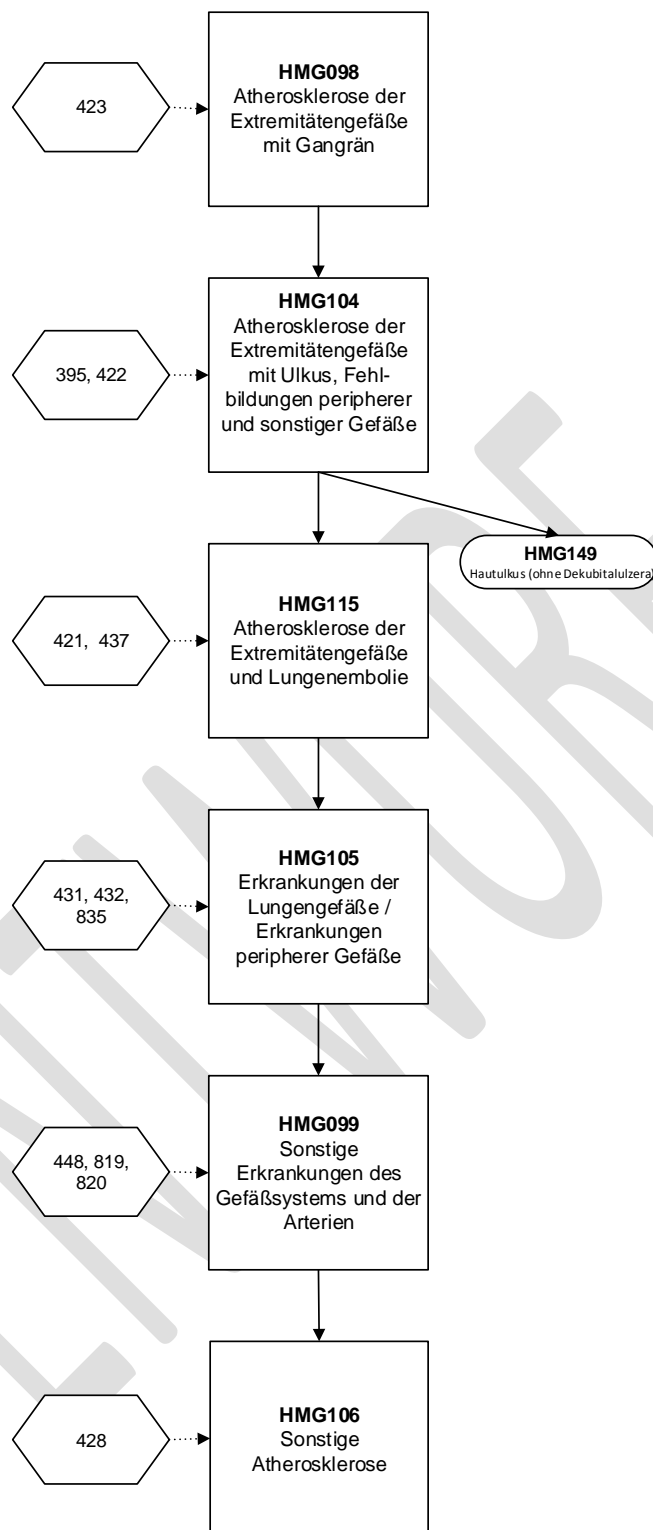 423
HMG098
Atherosklerose der
Extremitätengefäße
mit Gangrän
395, 422
HMG104
Atherosklerose der
Extremitätengefäße
mit Ulkus, Fehl-
bildungen peripherer
und sonstiger Gefäße
HMG149
Hautulkus (ohne Dekubitalulzera)
421, 437
HMG115
Atherosklerose der
Extremitätengefäße
und Lungenembolie
431, 432,
835
HMG105
Erkrankungen der
Lungengefäße /
Erkrankungen
peripherer Gefäße
448, 819,
820
HMG099
Sonstige
Erkrankungen des
Gefäßsystems und der
Arterien
428
HMG106
Sonstige
Atherosklerose